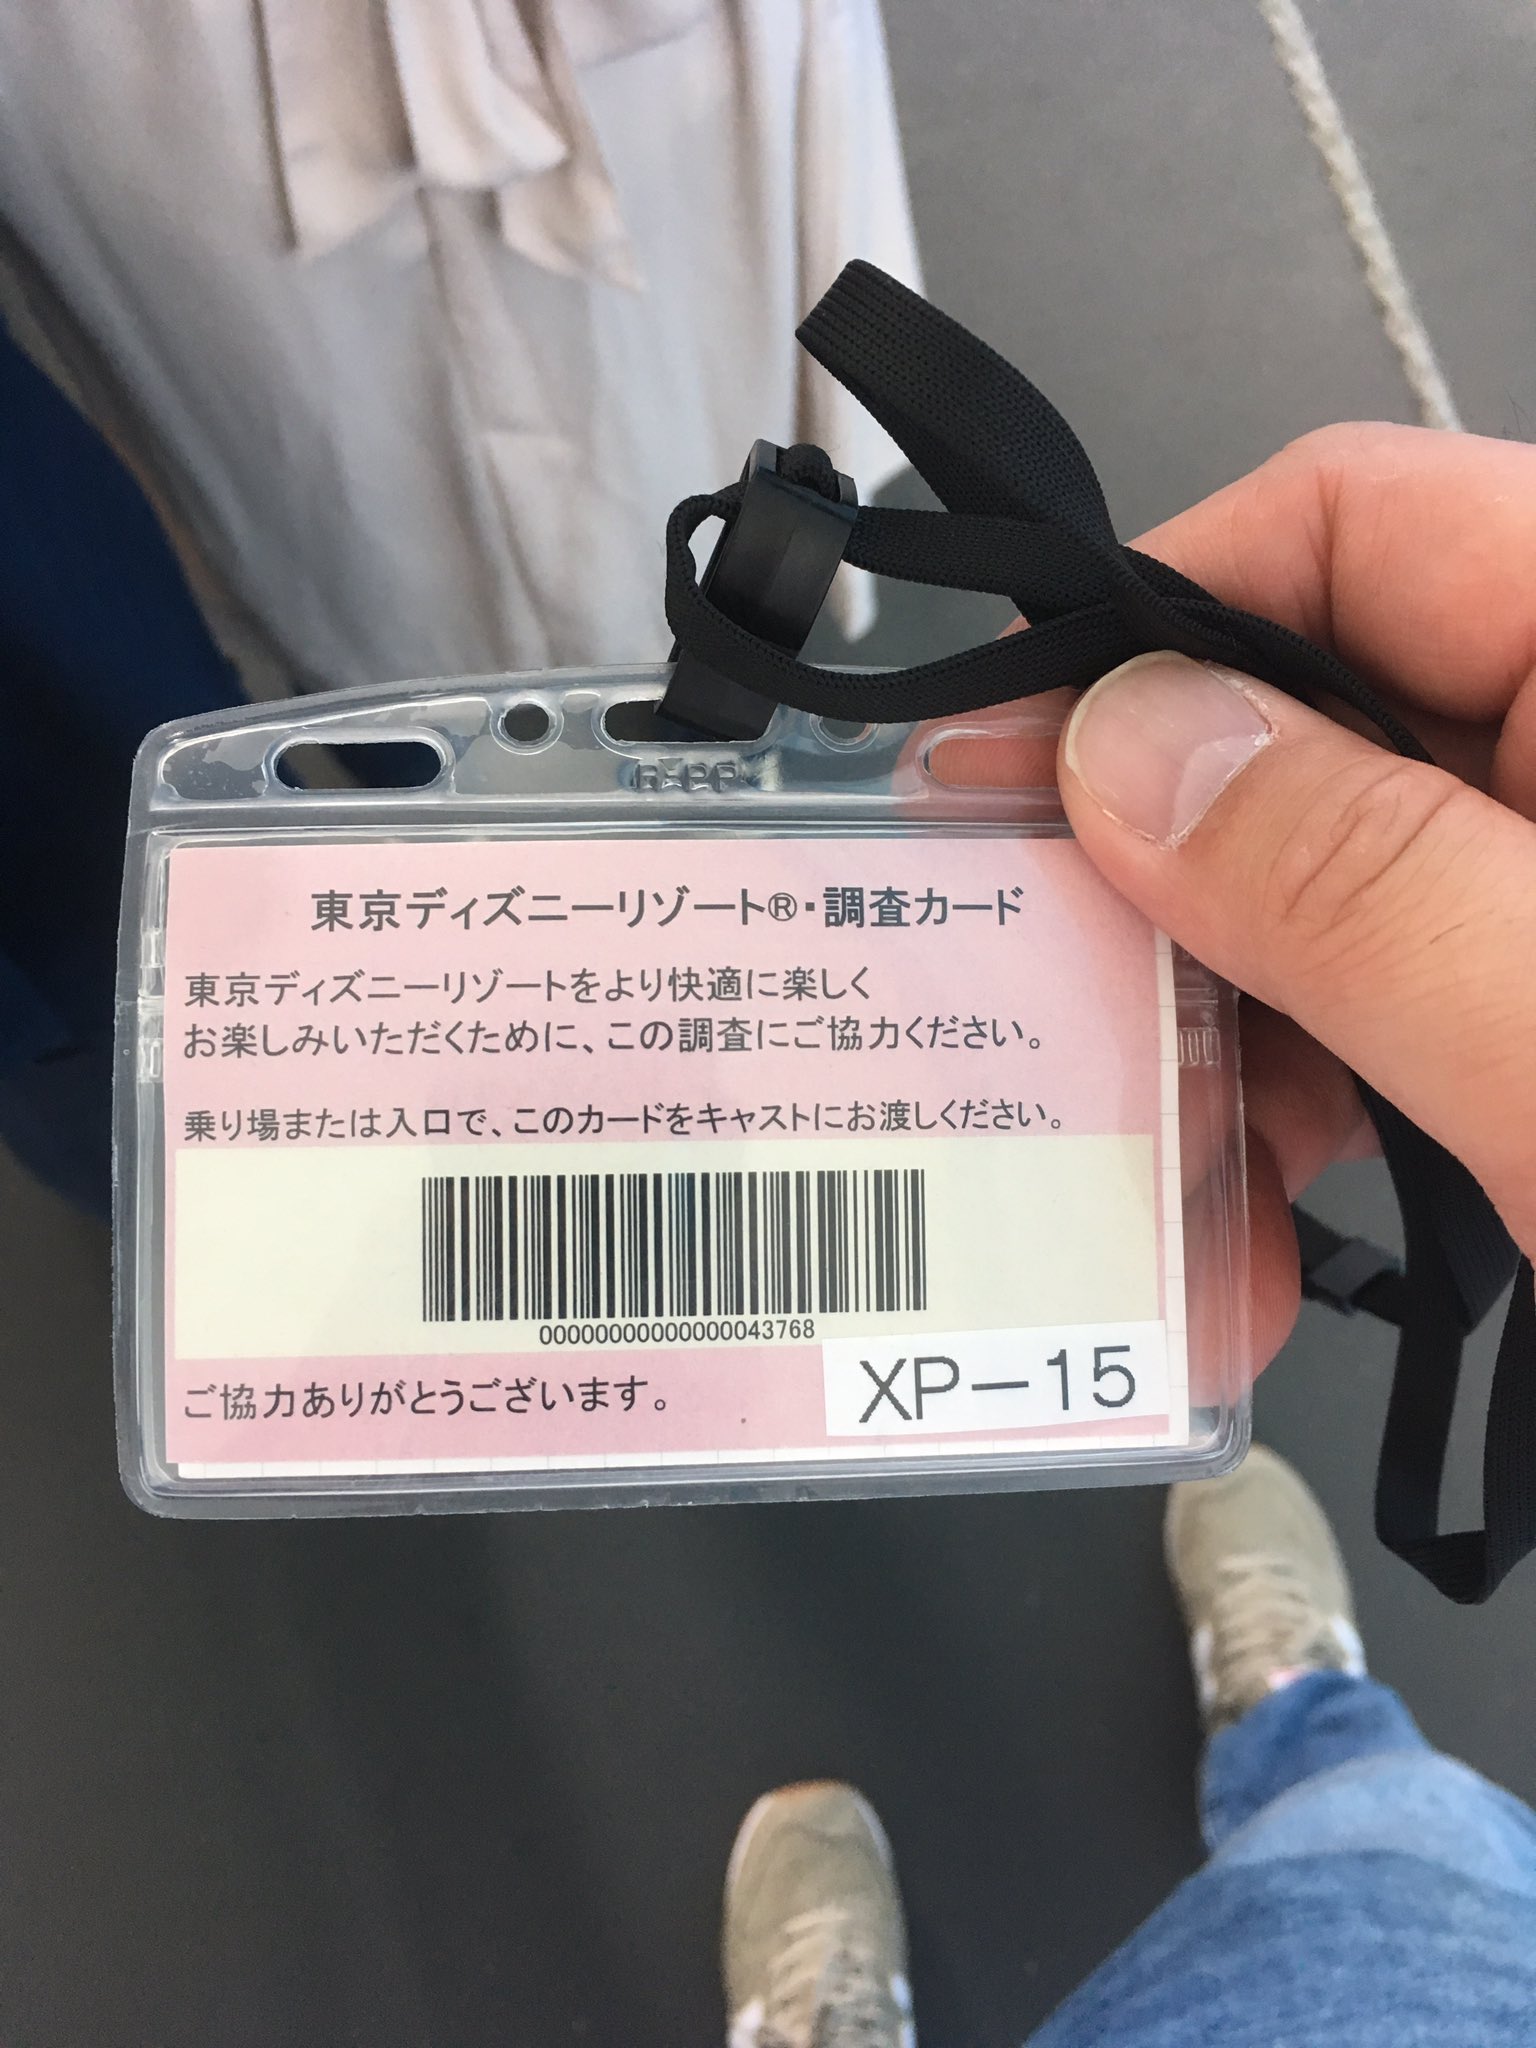 東京ディズニーリゾート®・調査カード
東京ディズニーリゾートをより快適に楽しく
お楽しみいただくために、この調査にご協力ください。
乗り場または入口で、このカードをキャストにお渡しください。
00000000000000043768
XP-15
ご協力ありがとうございます。